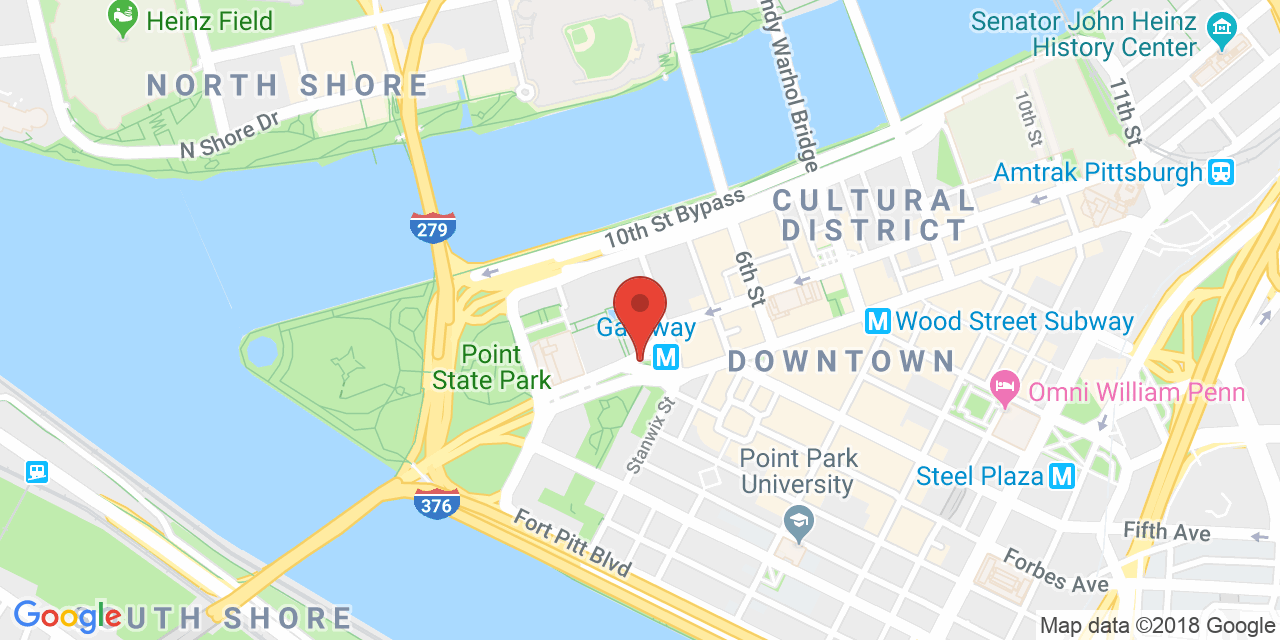 Heinz Field
Senator John Heinz
History Center
NORTH SHORE
N Shore Dr
Andy Warhol Bridge
10th St
11th St
Amtrak Pittsburgh
279
10th St Bypass
CULTURAL
DISTRICT
6th St
Gateway
M
M Wood Street Subway
Point
State Park
DOWNTOWN
Omni William Penn
Stanwix St
Point Park
University
Steel Plaza M
376
Fort Pitt Blvd
Fifth Ave
Forbes Ave
Google
SOUTH SHORE
Map data ©2018 Google